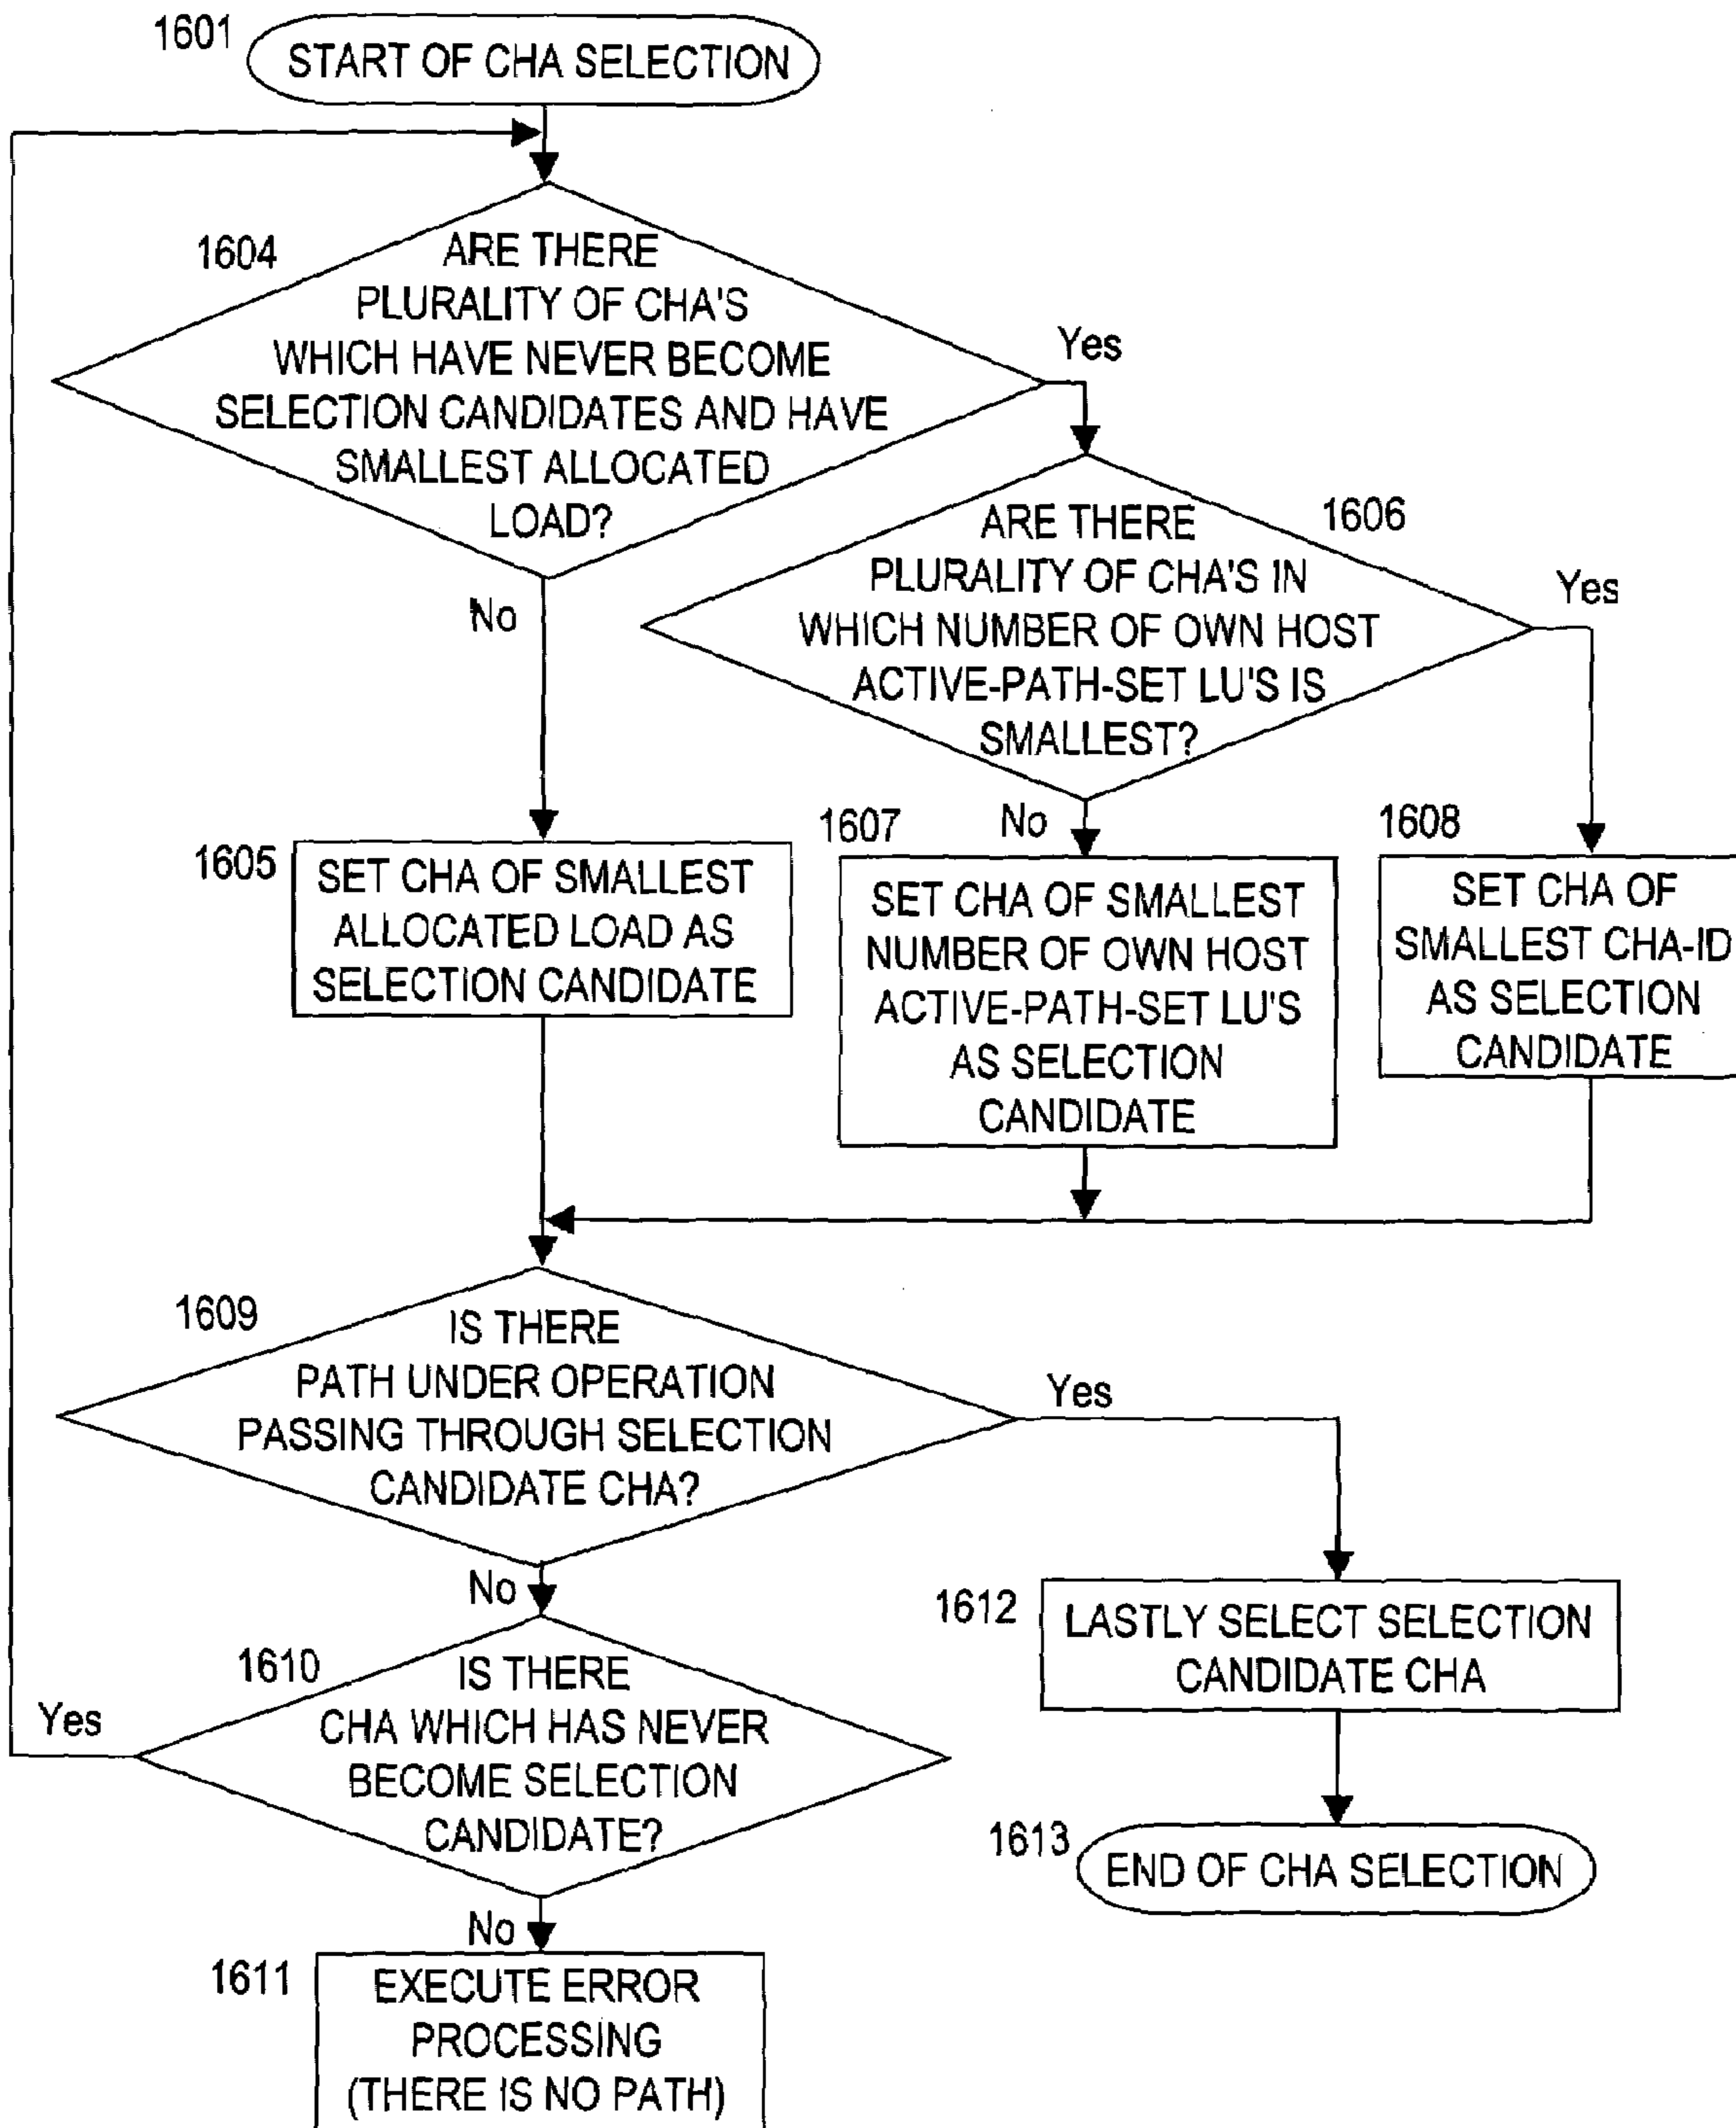 1601
START OF CHA SELECTION
1604
ARE THERE
PLURALITY OF CHA'S
WHICH HAVE NEVER BECOME
SELECTION CANDIDATES AND HAVE
SMALLEST ALLOCATED
LOAD?
Yes
No
1606
ARE THERE
PLURALITY OF CHA'S IN
WHICH NUMBER OF OWN HOST
ACTIVE-PATH-SET LU'S IS
SMALLEST?
Yes
No
1605
SET CHA OF SMALLEST
ALLOCATED LOAD AS
SELECTION CANDIDATE
1607
SET CHA OF SMALLEST
NUMBER OF OWN HOST
ACTIVE-PATH-SET LU'S
AS SELECTION
CANDIDATE
1608
SET CHA OF
SMALLEST CHA-ID
AS SELECTION
CANDIDATE
1609
IS THERE
PATH UNDER OPERATION
PASSING THROUGH SELECTION
CANDIDATE CHA?
Yes
No
1610
IS THERE
CHA WHICH HAS NEVER
BECOME SELECTION
CANDIDATE?
Yes
No
1611
EXECUTE ERROR
PROCESSING
(THERE IS NO PATH)
1612
LASTLY SELECT SELECTION
CANDIDATE CHA
1613
END OF CHA SELECTION